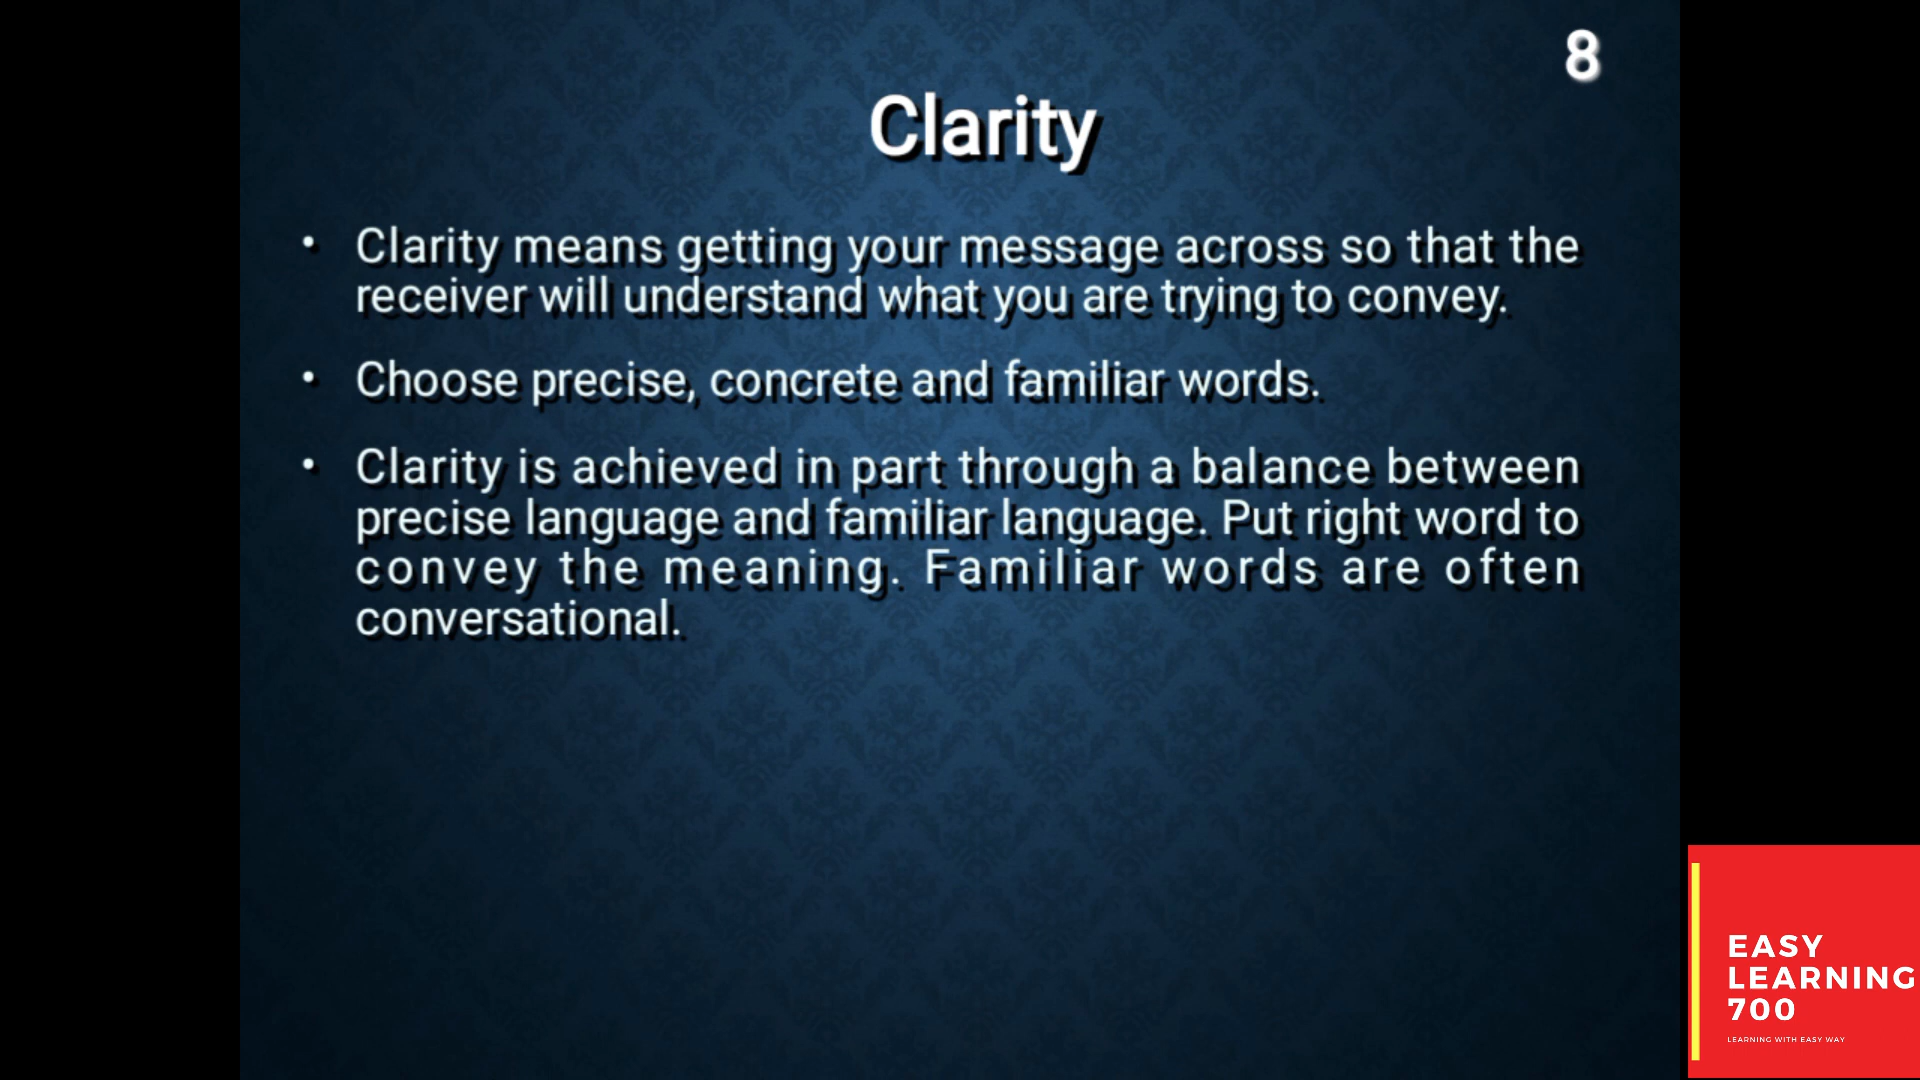 8
Clarity
• Clarity means getting your message across so that the
receiver will understand what you are trying to convey.
• Choose precise, concrete and familiar words.
• Clarity is achieved in part through a balance between
precise language and familiar language. Put right word to
convey the meaning. Familiar words are often
conversational.
EASY
LEARNING
700
LEARNING WITH EASY WAY